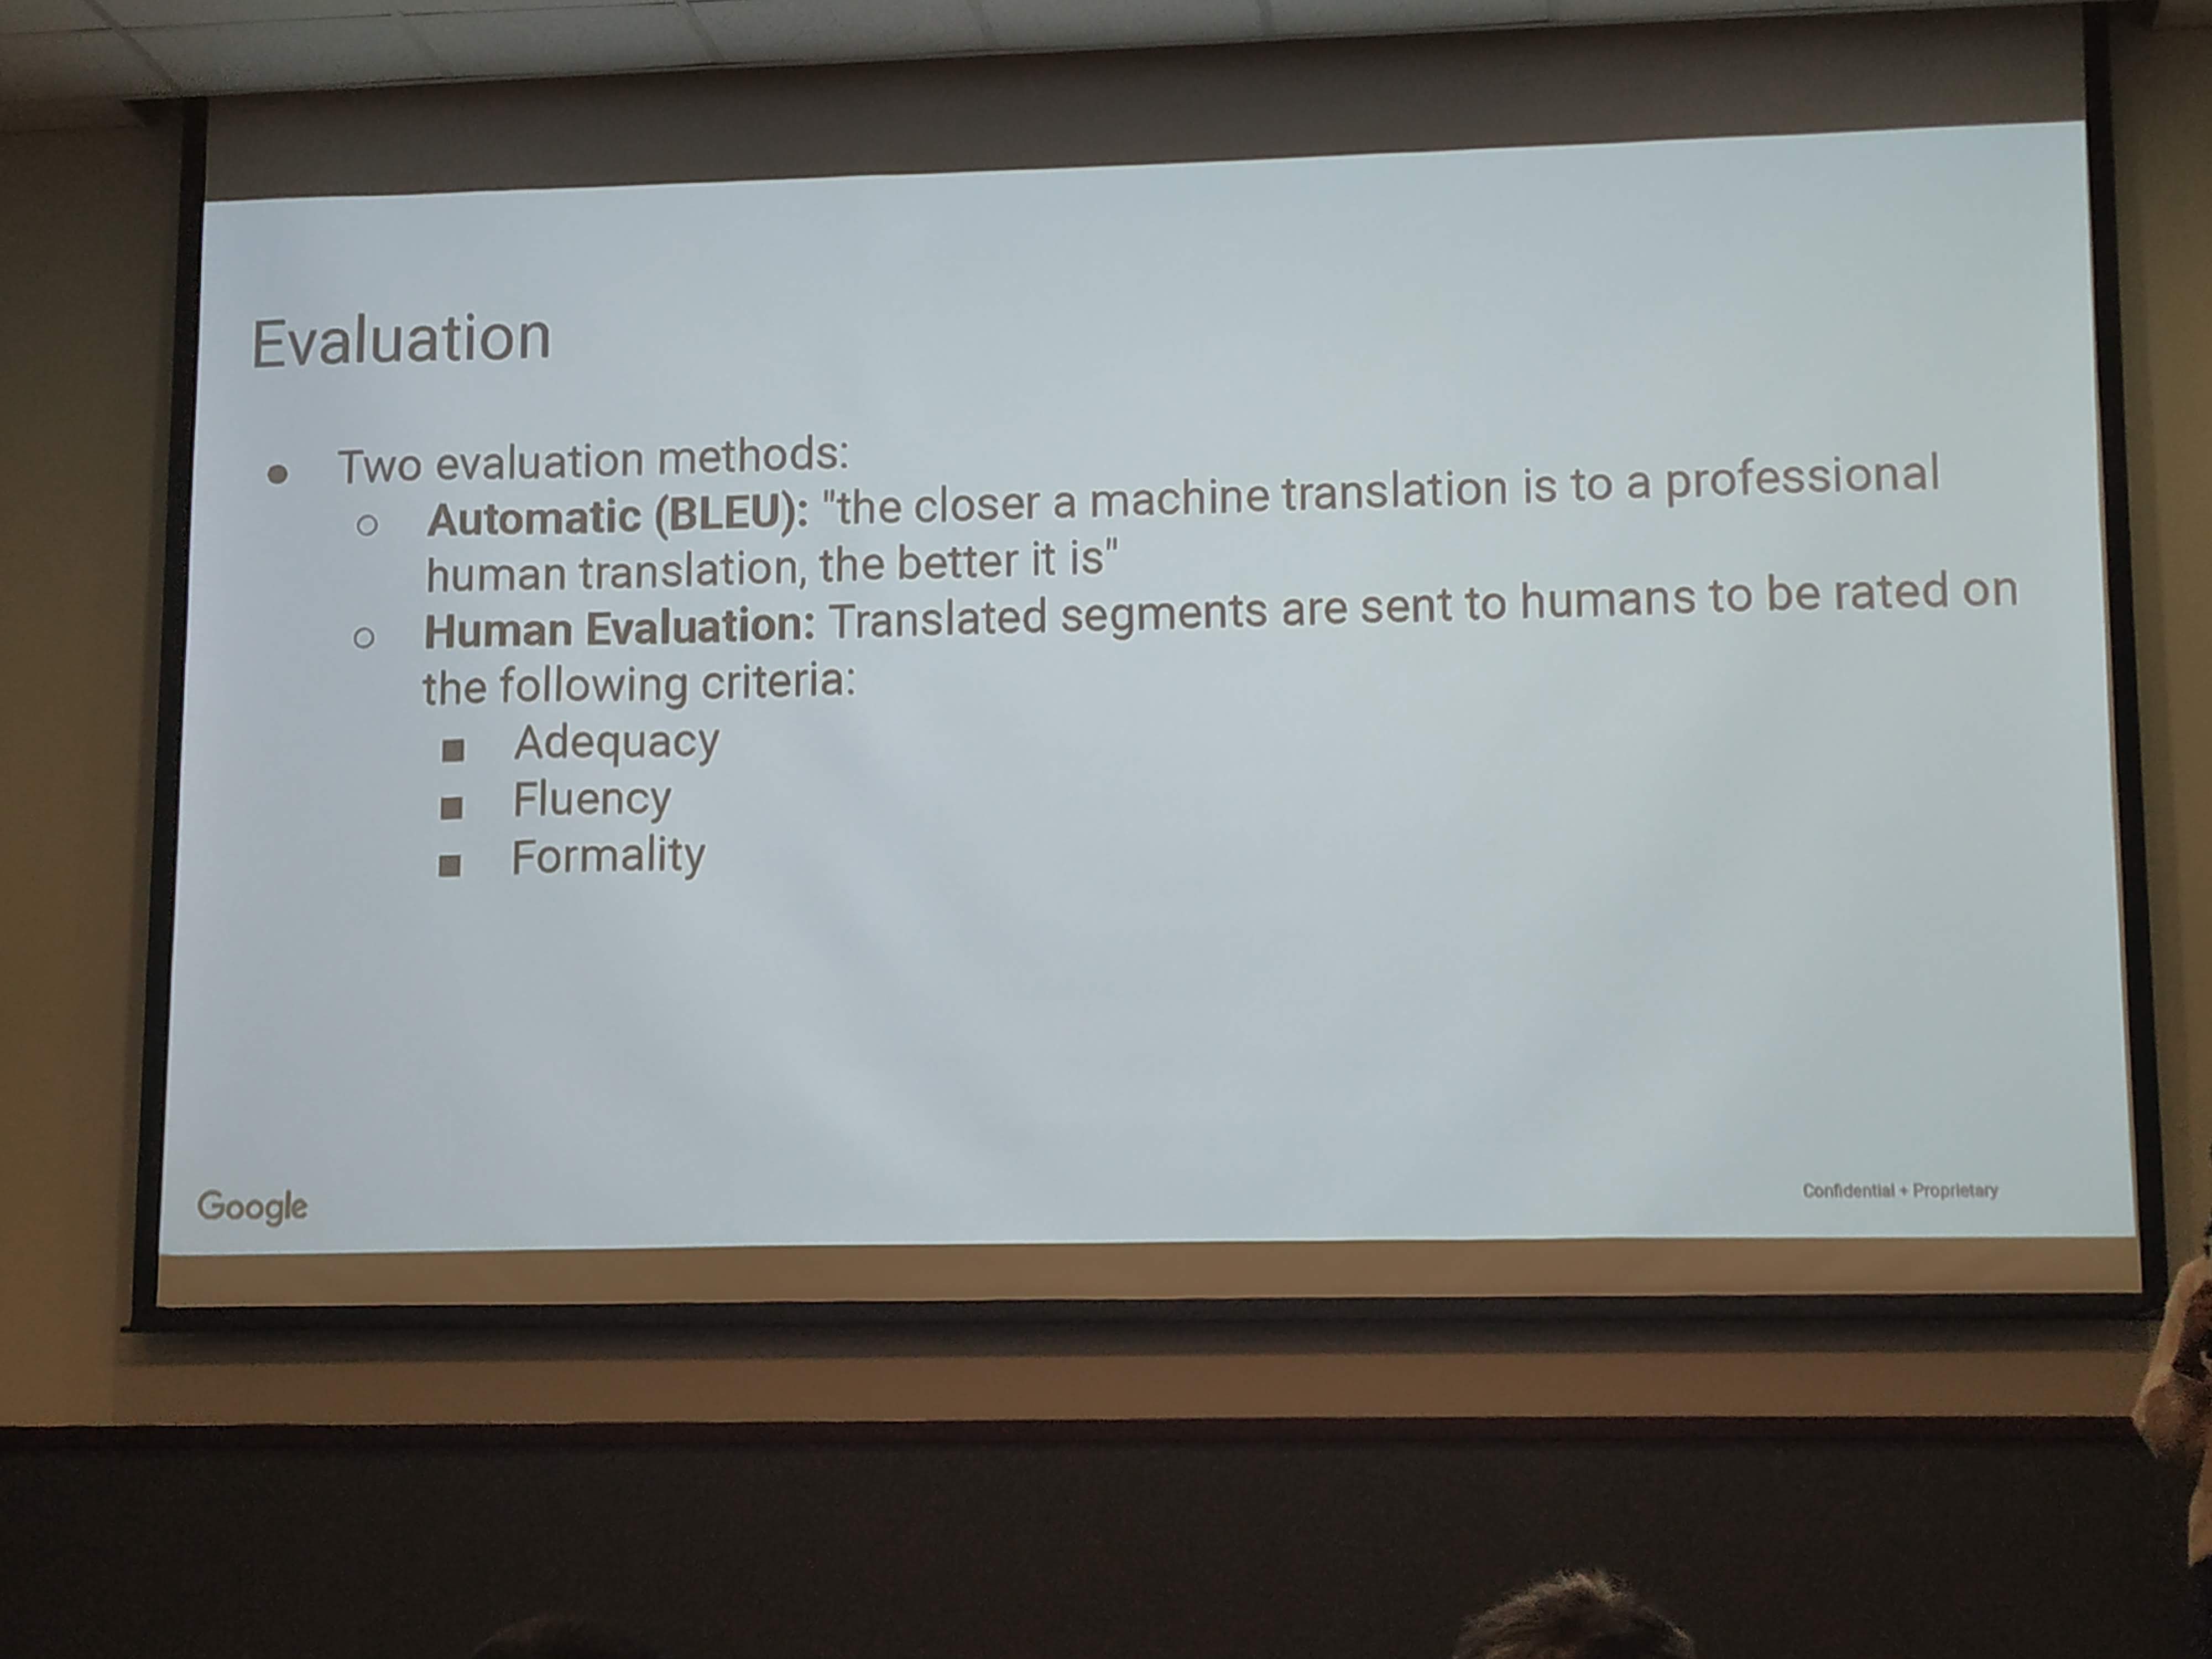 Evaluation
● Two evaluation methods:
○ Automatic (BLEU): "the closer a machine translation is to a professional
human translation, the better it is"
○ Human Evaluation: Translated segments are sent to humans to be rated on
the following criteria:
■ Adequacy
■ Fluency
■ Formality
Google
Confidential + Proprietary